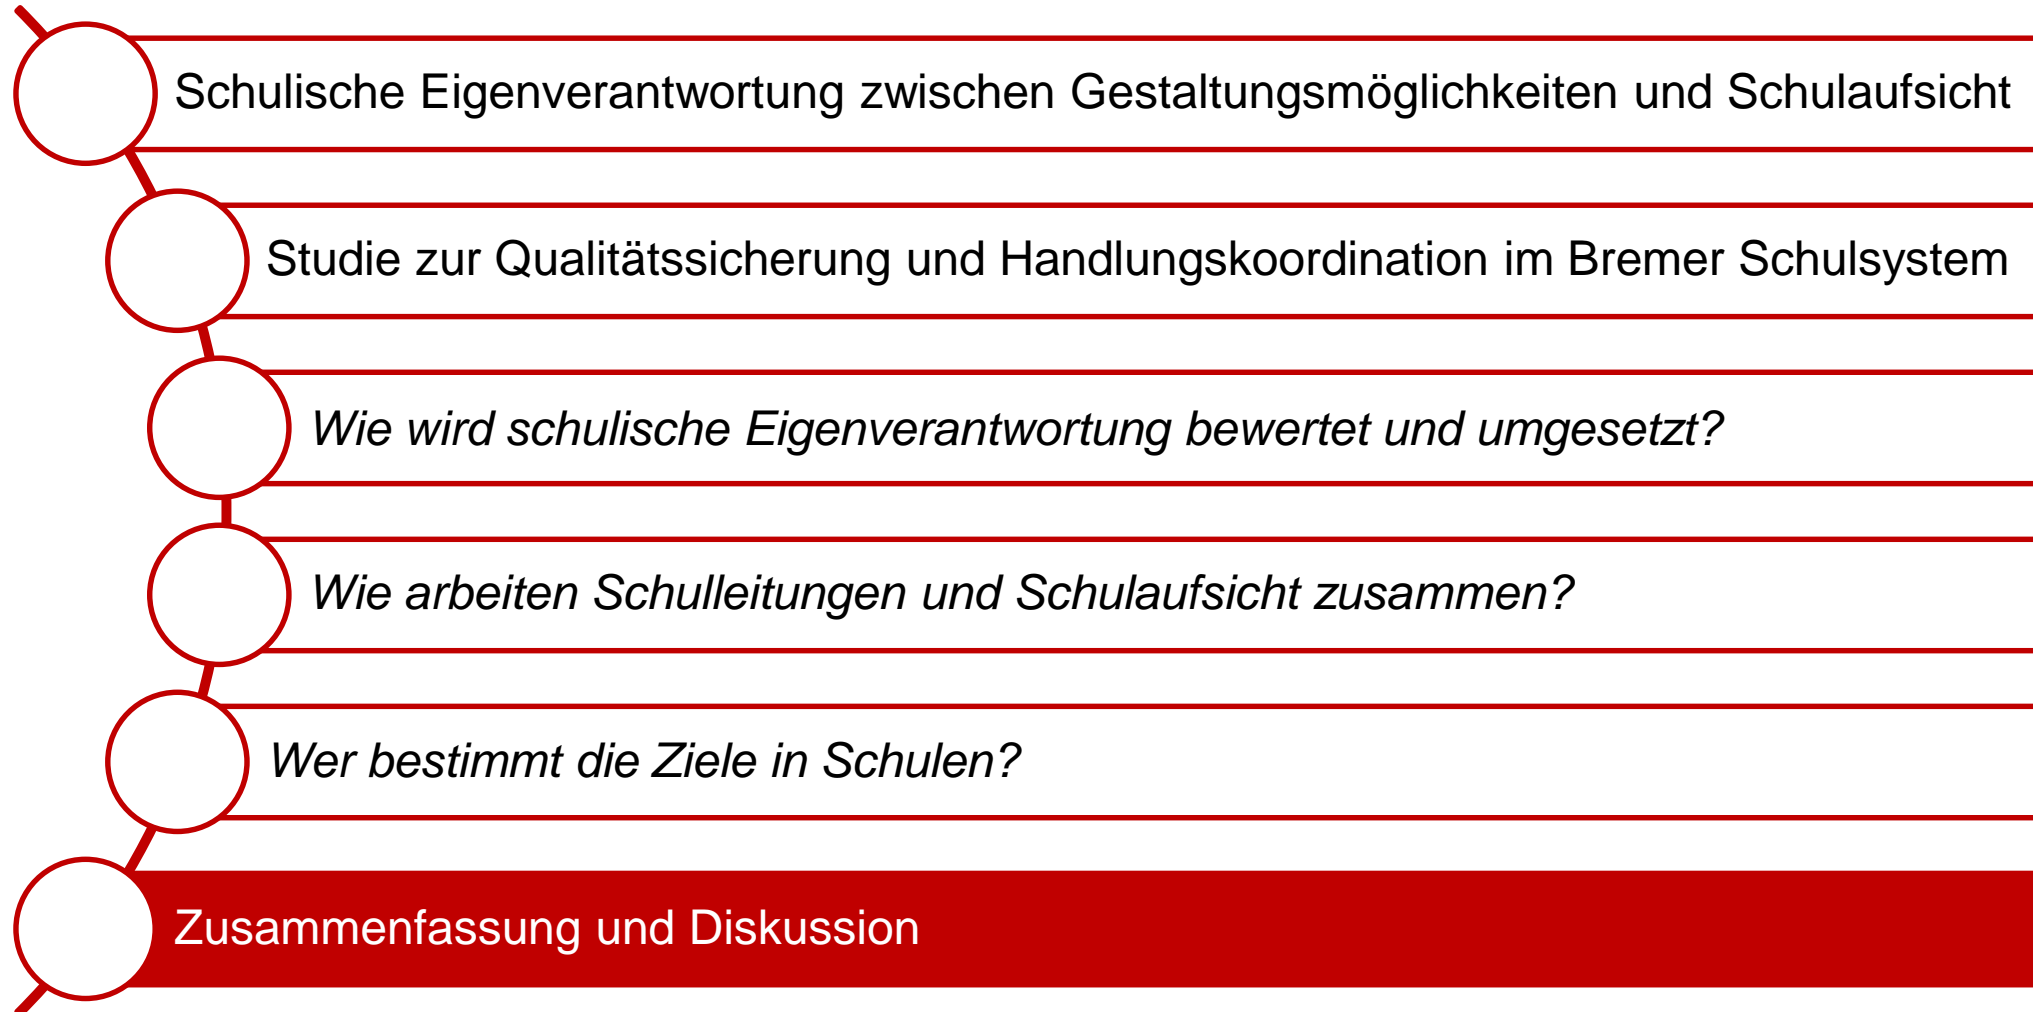 Schulische Eigenverantwortung zwischen Gestaltungsmöglichkeiten und Schulaufsicht
Studie zur Qualitätssicherung und Handlungskoordination im Bremer Schulsystem
Wie wird schulische Eigenverantwortung bewertet und umgesetzt?
Wie arbeiten Schulleitungen und Schulaufsicht zusammen?
Wer bestimmt die Ziele in Schulen?
Zusammenfassung und Diskussion